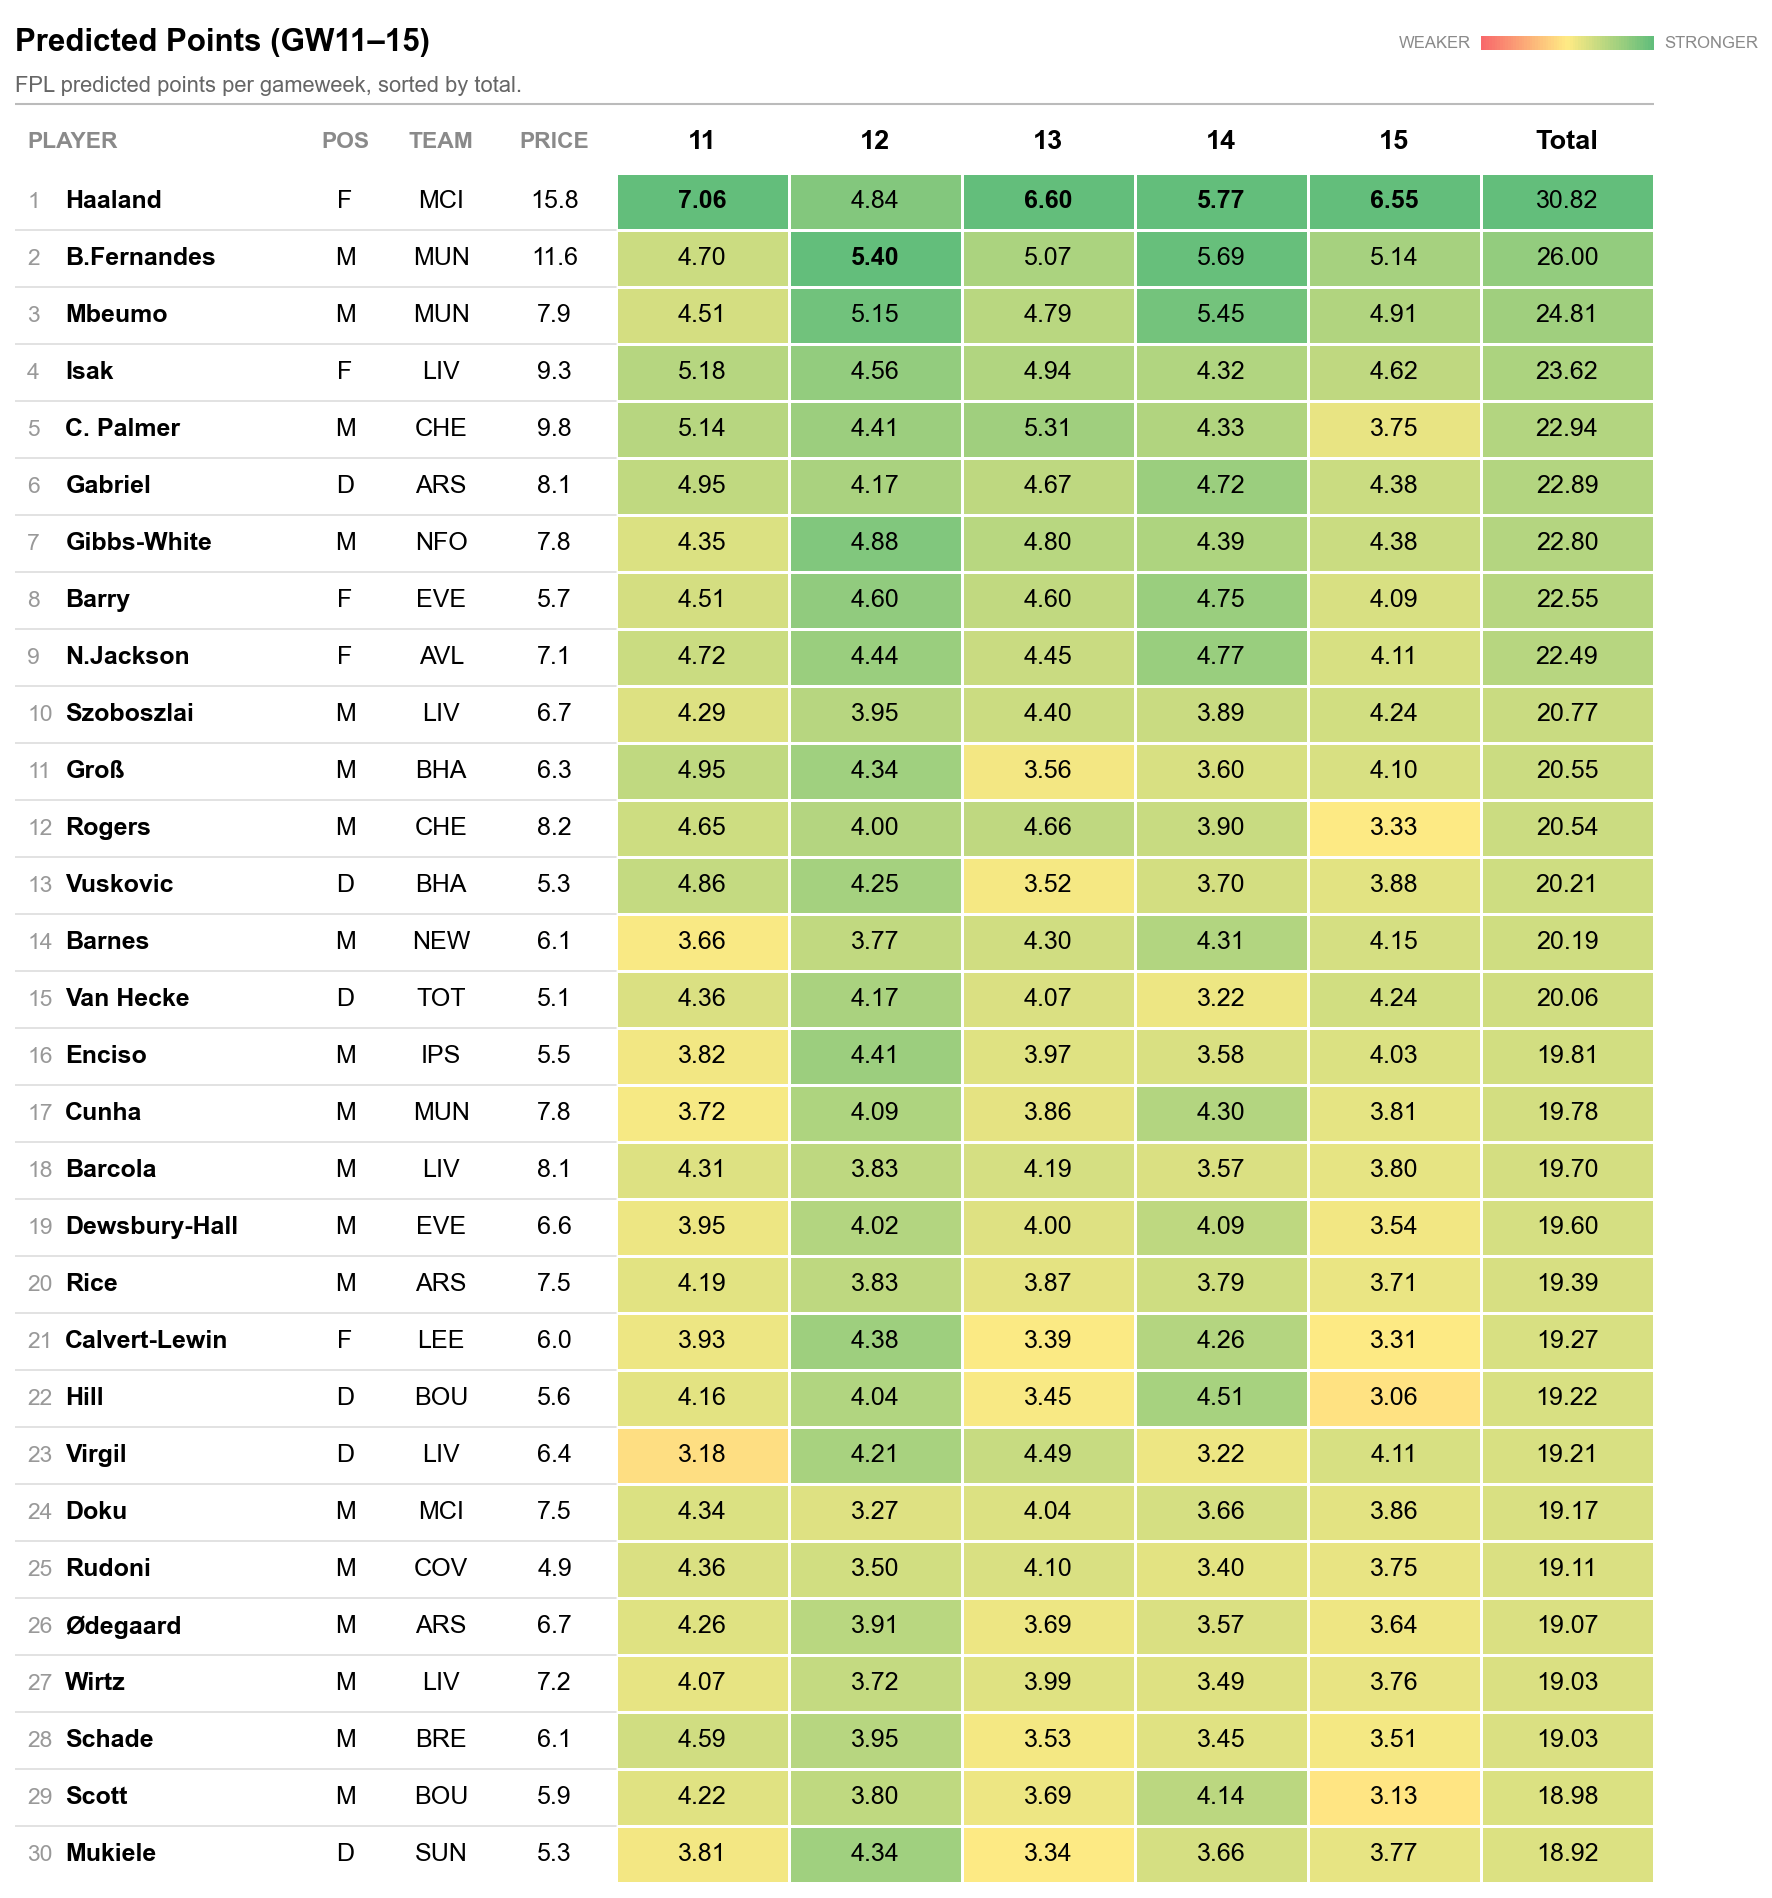 Predicted Points (GW11–15)
WEAKER STRONGER
FPL predicted points per gameweek, sorted by total.
PLAYER POS TEAM PRICE 11 12 13 14 15 Total
1 Haaland F MCI 15.8 7.06 4.84 6.60 5.77 6.55 30.82
2 B.Fernandes M MUN 11.6 4.70 5.40 5.07 5.69 5.14 26.00
3 Mbeumo M MUN 7.9 4.51 5.15 4.79 5.45 4.91 24.81
4 Isak F LIV 9.3 5.18 4.56 4.94 4.32 4.62 23.62
5 C. Palmer M CHE 9.8 5.14 4.41 5.31 4.33 3.75 22.94
6 Gabriel D ARS 8.1 4.95 4.17 4.67 4.72 4.38 22.89
7 Gibbs-White M NFO 7.8 4.35 4.88 4.80 4.39 4.38 22.80
8 Barry F EVE 5.7 4.51 4.60 4.60 4.75 4.09 22.55
9 N.Jackson F AVL 7.1 4.72 4.44 4.45 4.77 4.11 22.49
10 Szoboszlai M LIV 6.7 4.29 3.95 4.40 3.89 4.24 20.77
11 Groß M BHA 6.3 4.95 4.34 3.56 3.60 4.10 20.55
12 Rogers M CHE 8.2 4.65 4.00 4.66 3.90 3.33 20.54
13 Vuskovic D BHA 5.3 4.86 4.25 3.52 3.70 3.88 20.21
14 Barnes M NEW 6.1 3.66 3.77 4.30 4.31 4.15 20.19
15 Van Hecke D TOT 5.1 4.36 4.17 4.07 3.22 4.24 20.06
16 Enciso M IPS 5.5 3.82 4.41 3.97 3.58 4.03 19.81
17 Cunha M MUN 7.8 3.72 4.09 3.86 4.30 3.81 19.78
18 Barcola M LIV 8.1 4.31 3.83 4.19 3.57 3.80 19.70
19 Dewsbury-Hall M EVE 6.6 3.95 4.02 4.00 4.09 3.54 19.60
20 Rice M ARS 7.5 4.19 3.83 3.87 3.79 3.71 19.39
21 Calvert-Lewin F LEE 6.0 3.93 4.38 3.39 4.26 3.31 19.27
22 Hill D BOU 5.6 4.16 4.04 3.45 4.51 3.06 19.22
23 Virgil D LIV 6.4 3.18 4.21 4.49 3.22 4.11 19.21
24 Doku M MCI 7.5 4.34 3.27 4.04 3.66 3.86 19.17
25 Rudoni M COV 4.9 4.36 3.50 4.10 3.40 3.75 19.11
26 Ødegaard M ARS 6.7 4.26 3.91 3.69 3.57 3.64 19.07
27 Wirtz M LIV 7.2 4.07 3.72 3.99 3.49 3.76 19.03
28 Schade M BRE 6.1 4.59 3.95 3.53 3.45 3.51 19.03
29 Scott M BOU 5.9 4.22 3.80 3.69 4.14 3.13 18.98
30 Mukiele D SUN 5.3 3.81 4.34 3.34 3.66 3.77 18.92